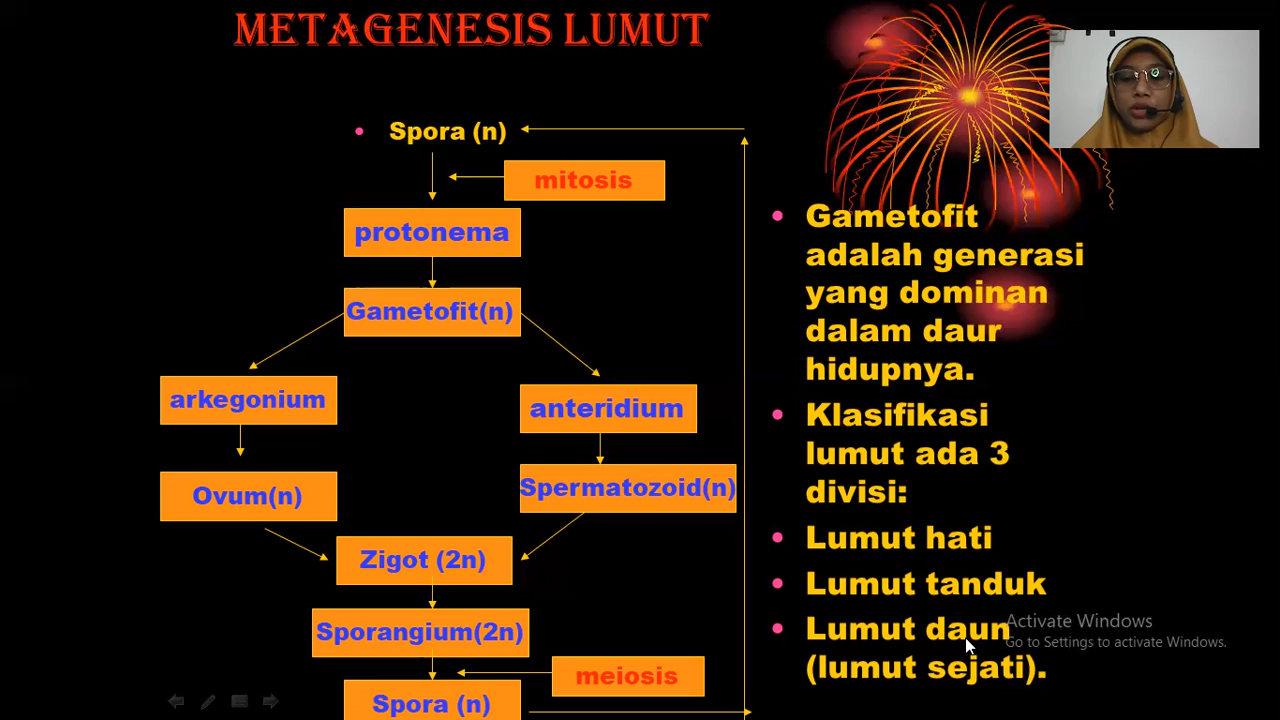 METAGENESIS LUMUT
• Spora (n)
mitosis
protonema
Gametofit(n)
arkegonium
anteridium
Ovum(n)
Spermatozoid(n)
Zigot (2n)
Sporangium(2n)
meiosis
Spora (n)
• Gametofit
adalah generasi
yang dominan
dalam daur
hidupnya.
• Klasifikasi
lumut ada 3
divisi:
• Lumut hati
• Lumut tanduk
• Lumut daun
(lumut sejati).
Activate Windows
Go to Settings to activate Windows.